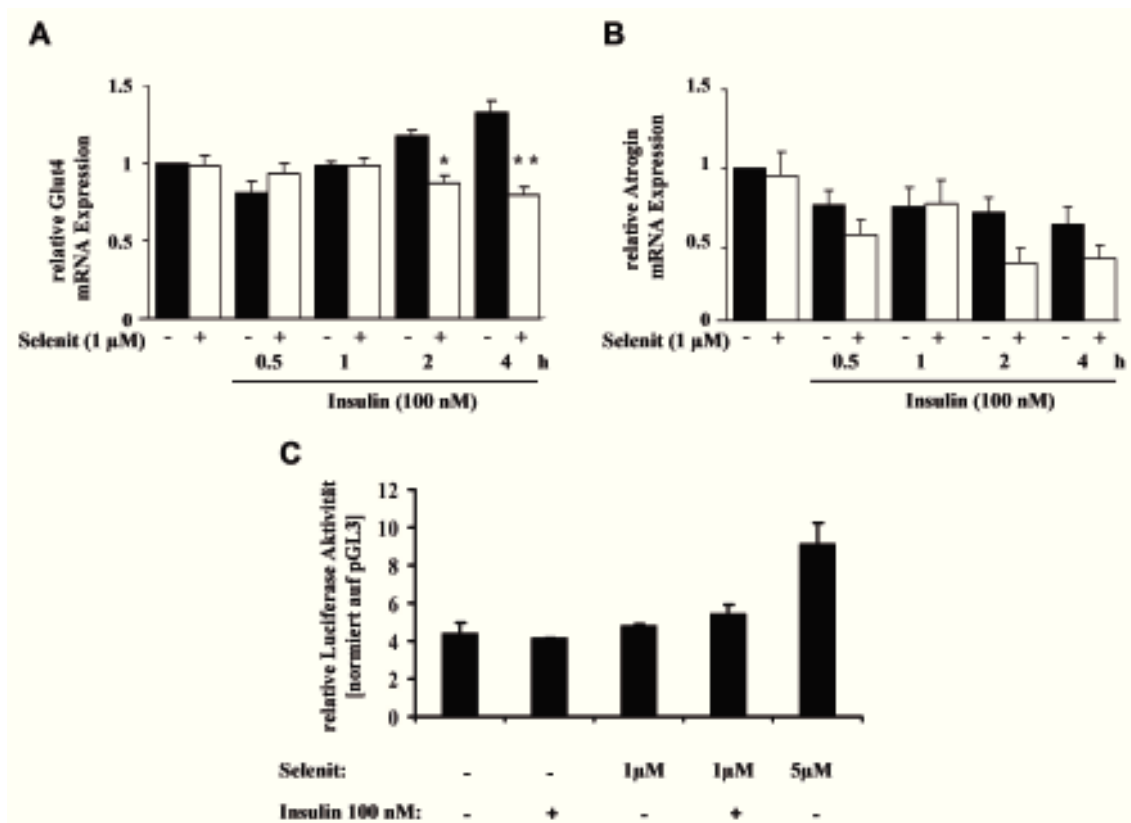 A
1.5
1
0.5
0
relative Glut4
mRNA Expression
* **
Selenit (1 µM) - + - + - + - + - +
0.5 1 2 4 h
Insulin (100 nM)
B
1.5
1
0.5
0
relative Atrogin
mRNA Expression
Selenit (1 µM) - + - + - + - + - +
0.5 1 2 4 h
Insulin (100 nM)
C
relative Luciferase Aktivität
[normiert auf pGL3]
12
10
8
6
4
2
0
Selenit: - - 1µM 1µM 5µM
Insulin 100 nM: - + - + -